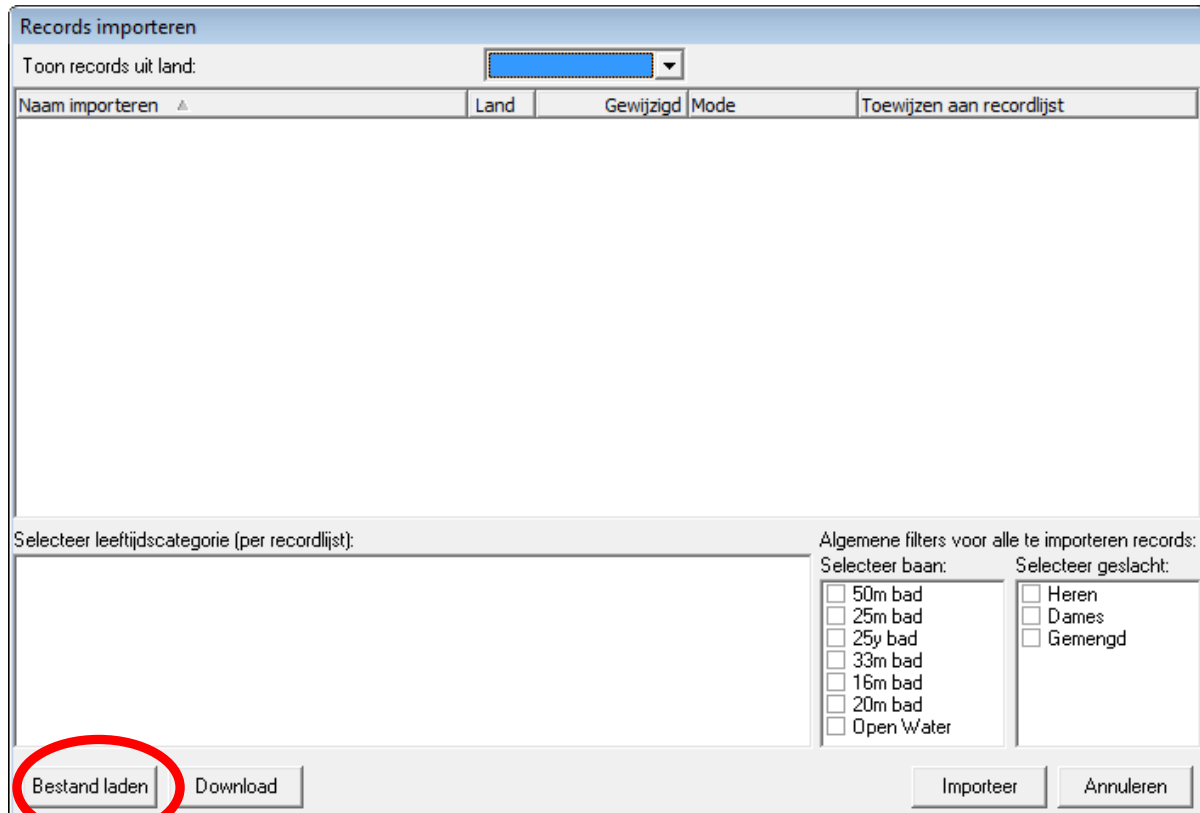 Records importeren
Toon records uit land:
Naam importeren Land Gewijzigd Mode Toewijzen aan recordlijst
Selecteer leeftijdscategorie (per recordlijst): Algemene filters voor alle te importeren records:
Selecteer baan: Selecteer geslacht:
50m bad Heren
25m bad Dames
25y bad Gemengd
33m bad
16m bad
20m bad
Open Water
Bestand laden Download Importeer Annuleren